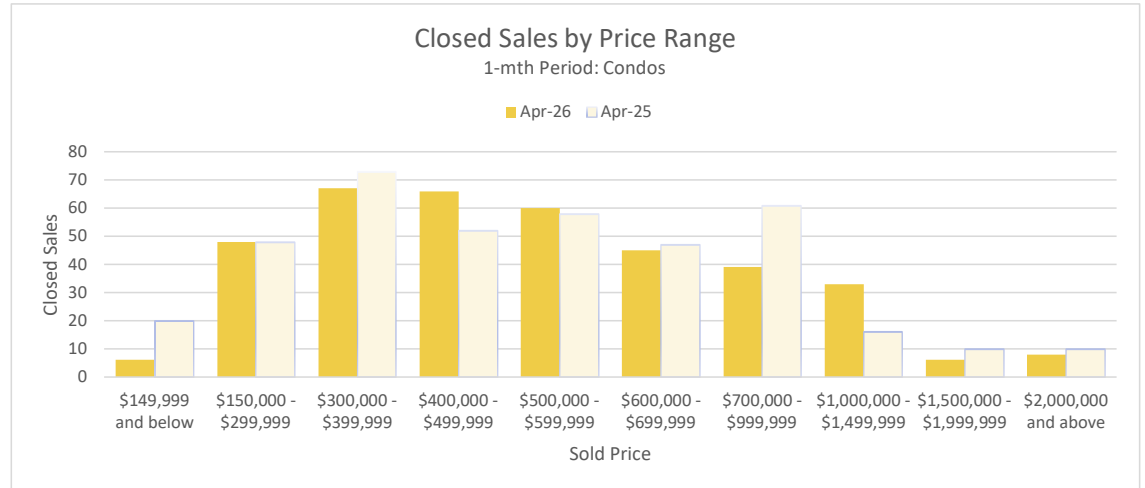 Closed Sales by Price Range
1-mth Period: Condos
Apr-26 Apr-25
80
70
60
50
40
30
20
10
0
Closed Sales
$149,999 and below
$150,000 - $299,999
$300,000 - $399,999
$400,000 - $499,999
$500,000 - $599,999
$600,000 - $699,999
$700,000 - $999,999
$1,000,000 - $1,499,999
$1,500,000 - $1,999,999
$2,000,000 and above
Sold Price